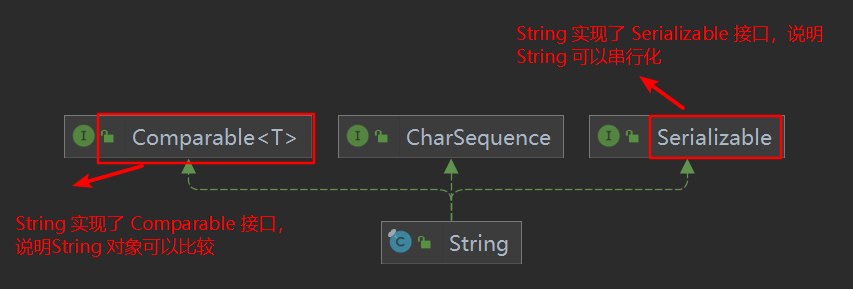 String 实现了 Serializable 接口，说明
String 可以串行化
Comparable<T>
CharSequence
Serializable
String 实现了 Comparable 接口，
说明String 对象可以比较
String